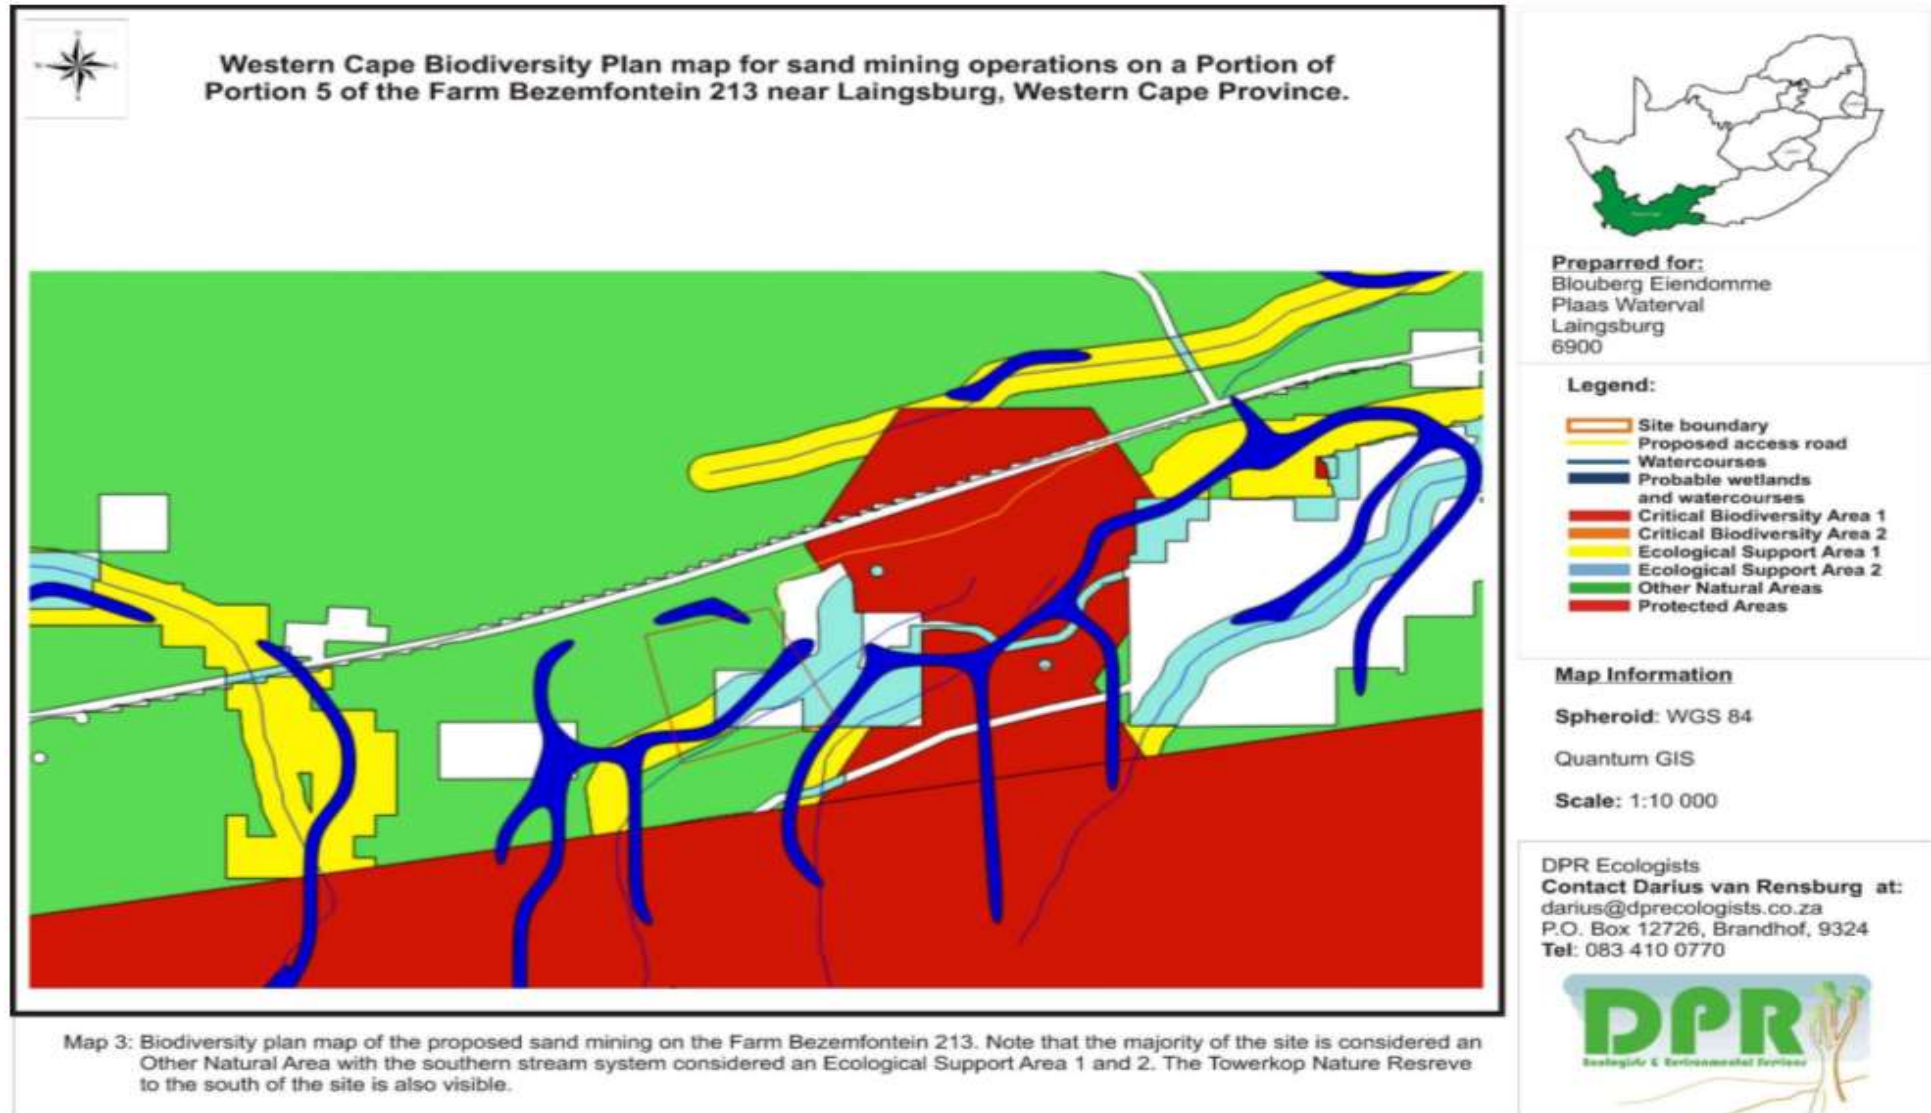 Western Cape Biodiversity Plan map for sand mining operations on a Portion of
Portion 5 of the Farm Bezemfontein 213 near Laingsburg, Western Cape Province.
Preparred for:
Blouberg Eiendomme
Plaas Waterval
Laingsburg
6900
Legend:
Site boundary
Proposed access road
Watercourses
Probable wetlands
and watercourses
Critical Biodiversity Area 1
Critical Biodiversity Area 2
Ecological Support Area 1
Ecological Support Area 2
Other Natural Areas
Protected Areas
Map Information
Spheroid: WGS 84
Quantum GIS
Scale: 1:10 000
DPR Ecologists
Contact Darius van Rensburg at:
darius@dprecologists.co.za
P.O. Box 12726, Brandhof, 9324
Tel: 083 410 0770
DPR
Ecologists & Environmental Services
Map 3: Biodiversity plan map of the proposed sand mining on the Farm Bezemfontein 213. Note that the majority of the site is considered an
Other Natural Area with the southern stream system considered an Ecological Support Area 1 and 2. The Towerkop Nature Resreve
to the south of the site is also visible.